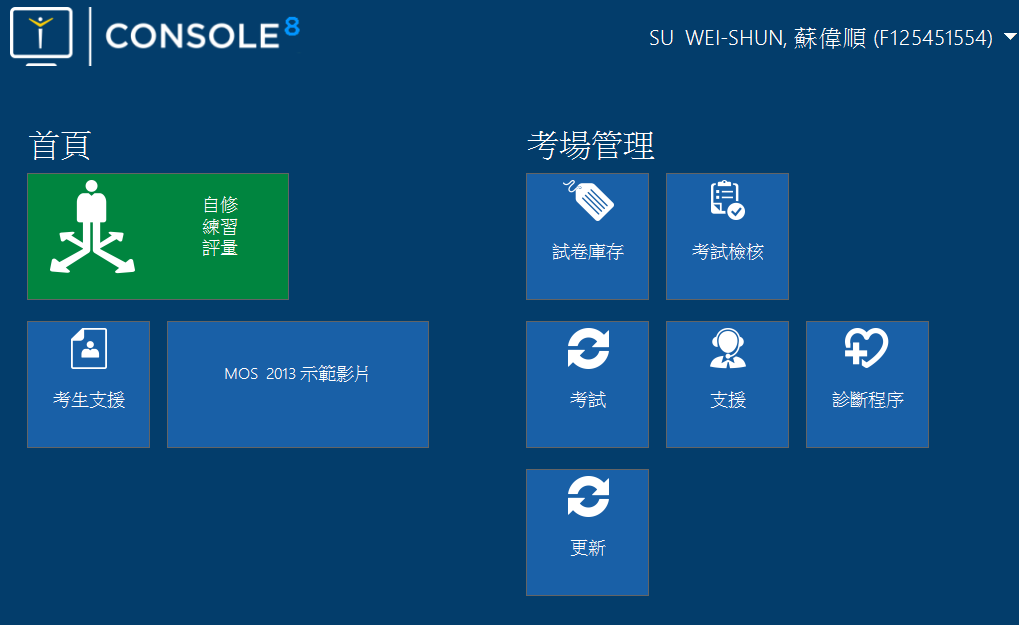 CONSOLE 8
SU WEI-SHUN, 蘇偉順 (F125451554)
首頁
自修
練習
評量
考生支援
MOS 2013 示範影片
考場管理
試卷庫存
考試檢核
考試
支援
診斷程序
更新